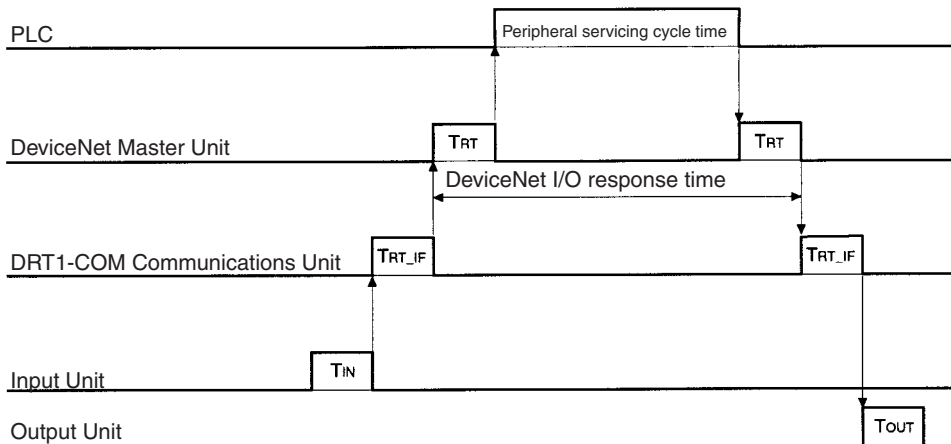 PLC
Peripheral servicing cycle time
DeviceNet Master Unit
TRT
TRT
DeviceNet I/O response time
DRT1-COM Communications Unit
TRT_IF
TRT_IF
Input Unit
TIN
Output Unit
TOUT